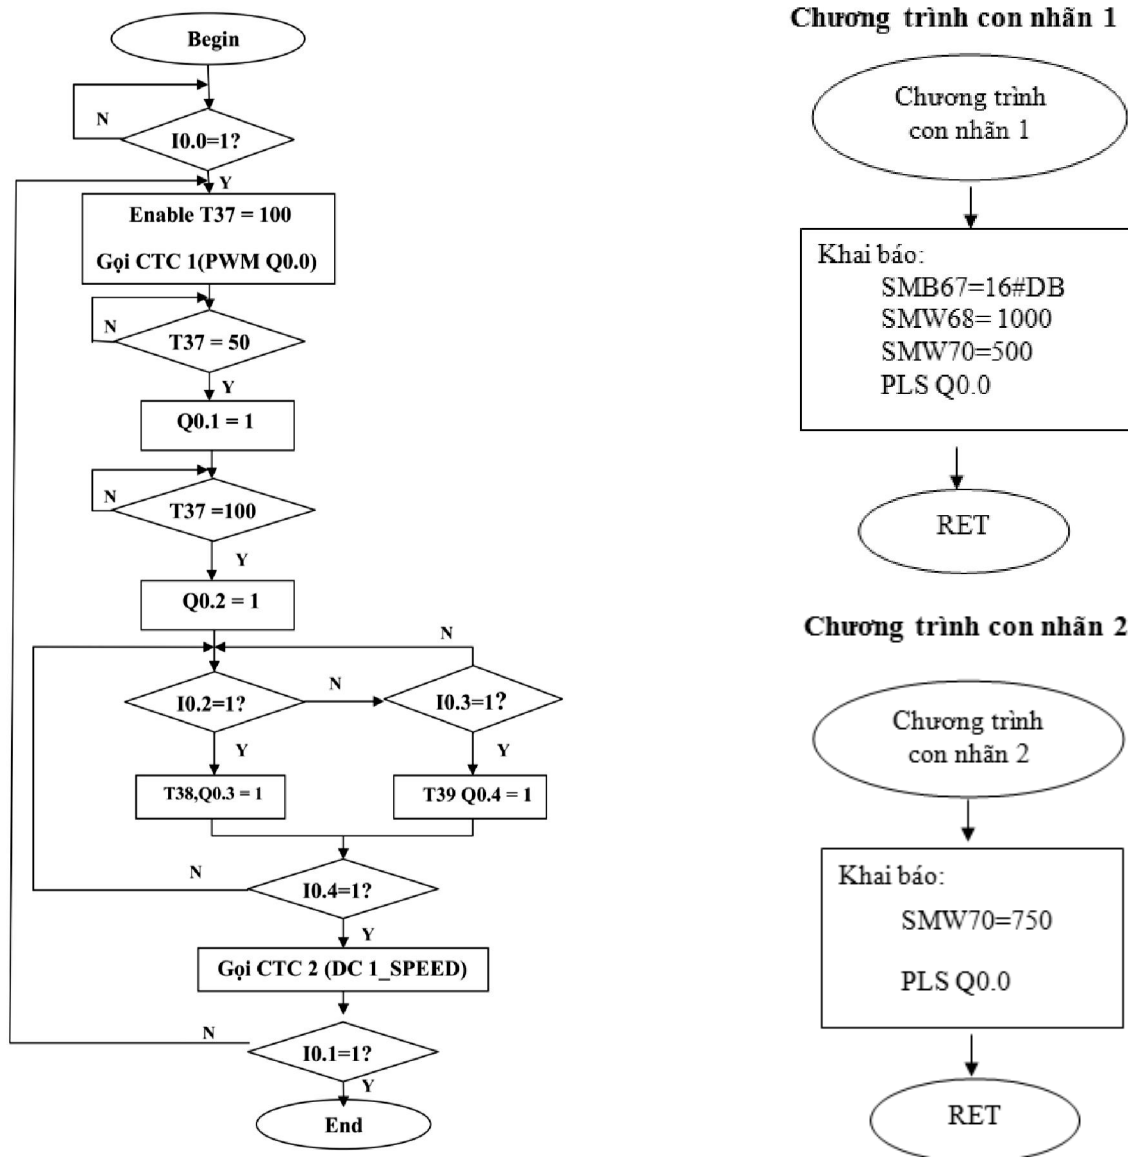 Begin
N
I0.0=1?
Y
Enable T37 = 100
Gọi CTC 1(PWM Q0.0)
N
T37 = 50
Y
Q0.1 = 1
N
T37 =100
Y
Q0.2 = 1
N
I0.2=1?
N
I0.3=1?
Y
Y
T38,Q0.3 = 1
T39 Q0.4 = 1
N
I0.4=1?
Y
Gọi CTC 2 (DC 1_SPEED)
N
I0.1=1?
Y
End
Chương trình con nhãn 1
Chương trình
con nhãn 1
Khai báo:
SMB67=16#DB
SMW68= 1000
SMW70=500
PLS Q0.0
RET
Chương trình con nhãn 2
Chương trình
con nhãn 2
Khai báo:
SMW70=750
PLS Q0.0
RET